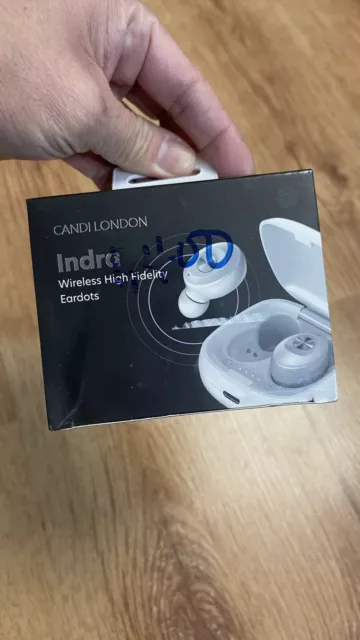 CANDI LONDON
Indra
Wireless High Fidelity
Eardots